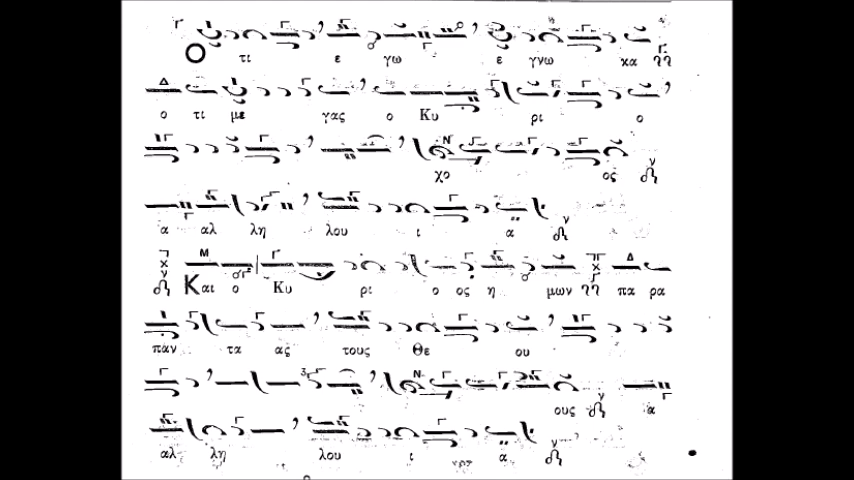 Ο τι ε γω ε γνω κα
ο τι με γας ο Κυ ρι ο
χο ος
α αλ λη λου ι α
Και ο Κυ ρι ο ος η μων πα ρα
παν τα ας τους Θε ου
ους α
αλ λη λου ι α